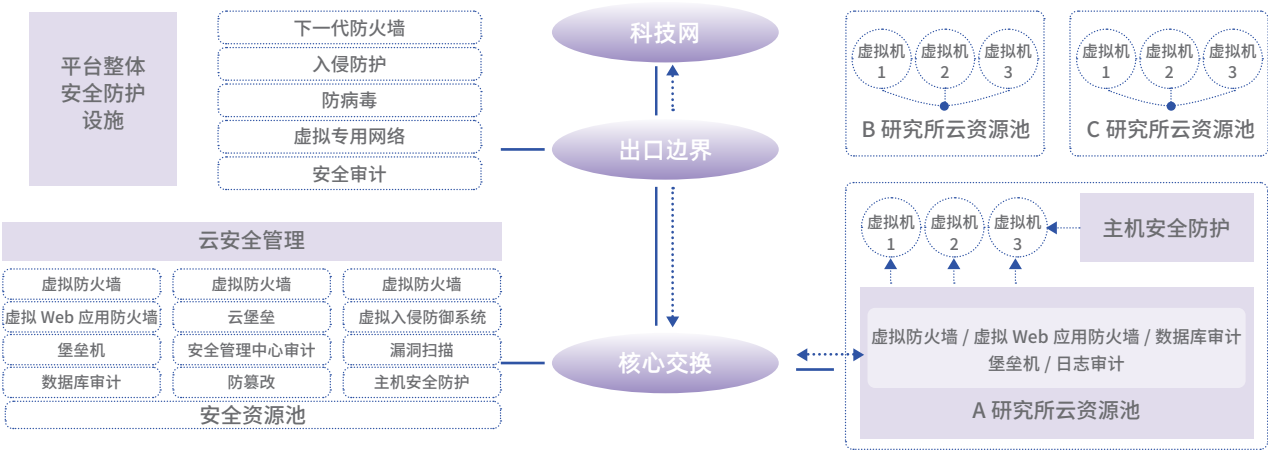 平台整体
安全防护
设施
下一代防火墙
入侵防护
防病毒
虚拟专用网络
安全审计
科技网
出口边界
核心交换
云安全管理
虚拟防火墙
虚拟防火墙
虚拟防火墙
虚拟 Web 应用防火墙
云堡垒
虚拟入侵防御系统
堡垒机
安全管理中心审计
漏洞扫描
数据库审计
防篡改
主机安全防护
安全资源池
虚拟机
1
虚拟机
2
虚拟机
3
B 研究所云资源池
虚拟机
1
虚拟机
2
虚拟机
3
C 研究所云资源池
虚拟机
1
虚拟机
2
虚拟机
3
主机安全防护
虚拟防火墙 / 虚拟 Web 应用防火墙 / 数据库审计
堡垒机 / 日志审计
A 研究所云资源池